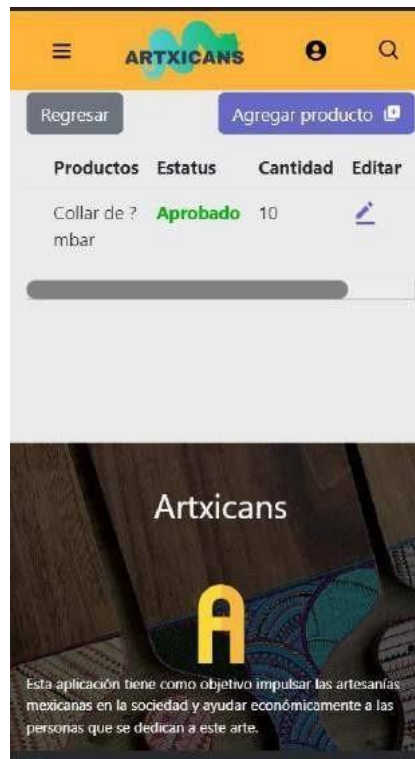 ARTXICANS
Regresar
Agregar producto
Productos Estatus Cantidad Editar
Collar de ? Aprobado 10
mbar
Artxicans
A
Esta aplicación tiene como objetivo impulsar las artesanías
mexicanas en la sociedad y ayudar económicamente a las
personas que se dedican a este arte.